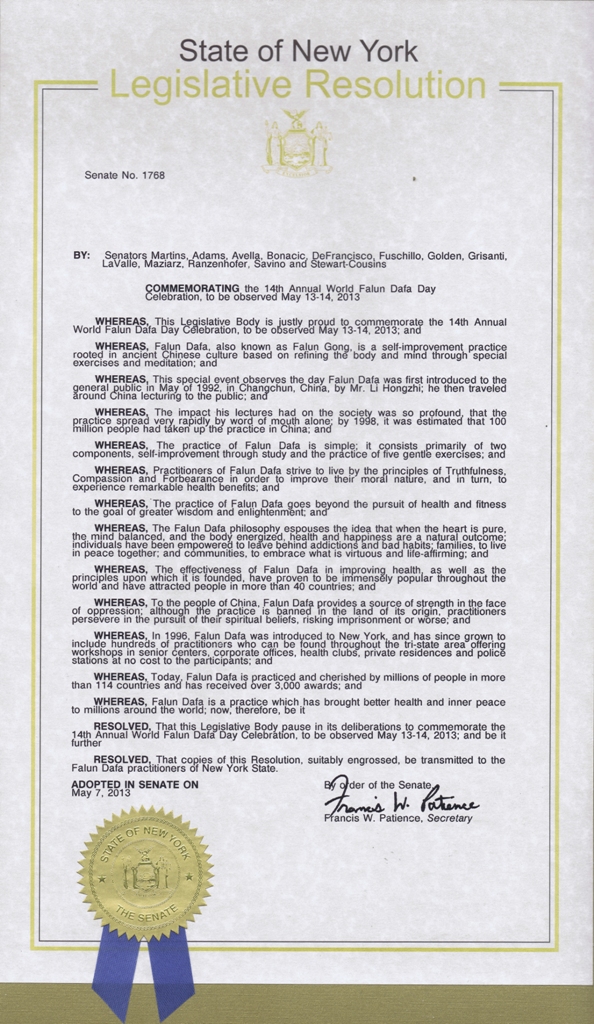 State of New York
Legislative Resolution
Senate No. 1768
BY: Senators Martins, Adams, Avella, Bonacic, DeFrancisco, Fuschillo, Golden, Grisanti,
LaValle, Maziarz, Ranzenhofer, Savino and Stewart-Cousins
COMMEMORATING the 14th Annual World Falun Dafa Day
Celebration, to be observed May 13-14, 2013
WHEREAS, This Legislative Body is justly proud to commemorate the 14th Annual
World Falun Dafa Day Celebration, to be observed May 13-14, 2013; and
WHEREAS, Falun Dafa, also known as Falun Gong, is a self-improvement practice
rooted in ancient Chinese culture based on refining the body and mind through special
exercises and meditation; and
WHEREAS, This special event observes the day Falun Dafa was first introduced to the
general public in May of 1992, in Changchun, China, by Mr. Li Hongzhi; he then traveled
around China lecturing to the public; and
WHEREAS, The impact his lectures had on the society was so profound, that the
practice spread very rapidly by word of mouth alone; by 1998, it was estimated that 100
million people had taken up the practice in China; and
WHEREAS, The practice of Falun Dafa is simple; it consists primarily of two
components, self-improvement through study and the practice of five gentle exercises; and
WHEREAS, Practitioners of Falun Dafa strive to live by the principles of Truthfulness,
Compassion and Forbearance in order to improve their moral nature, and in turn, to
experience remarkable health benefits; and
WHEREAS, The practice of Falun Dafa goes beyond the pursuit of health and fitness
to the goal of greater wisdom and enlightenment; and
WHEREAS, The Falun Dafa philosophy espouses the idea that when the heart is pure,
the mind balanced, and the body energized, health and happiness are a natural outcome;
individuals have been empowered to leave behind addictions and bad habits; families, to live
in peace together; and communities, to embrace what is virtuous and life-affirming; and
WHEREAS, The effectiveness of Falun Dafa in improving health, as well as the
principles upon which it is founded, have proven to be immensely popular throughout the
world and have attracted people in more than 40 countries; and
WHEREAS, To the people of China, Falun Dafa provides a source of strength in the face
of oppression; although the practice is banned in the land of its origin, practitioners
persevere in the pursuit of their spiritual beliefs, risking imprisonment or worse; and
WHEREAS, In 1996, Falun Dafa was introduced to New York, and has since grown to
include hundreds of practitioners who can be found throughout the tri-state area offering
workshops in senior centers, corporate offices, health clubs, private residences and police
stations at no cost to the participants; and
WHEREAS, Today, Falun Dafa is practiced and cherished by millions of people in more
than 114 countries and has received over 3,000 awards; and
WHEREAS, Falun Dafa is a practice which has brought better health and inner peace
to millions around the world; now, therefore, be it
RESOLVED, That this Legislative Body pause in its deliberations to commemorate the
14th Annual World Falun Dafa Day Celebration, to be observed May 13-14, 2013; and be it
further
RESOLVED, That copies of this Resolution, suitably engrossed, be transmitted to the
Falun Dafa practitioners of New York State.
ADOPTED IN SENATE ON
May 7, 2013
By order of the Senate,
Francis W. Patience
Francis W. Patience, Secretary
STATE OF NEW YORK
THE SENATE